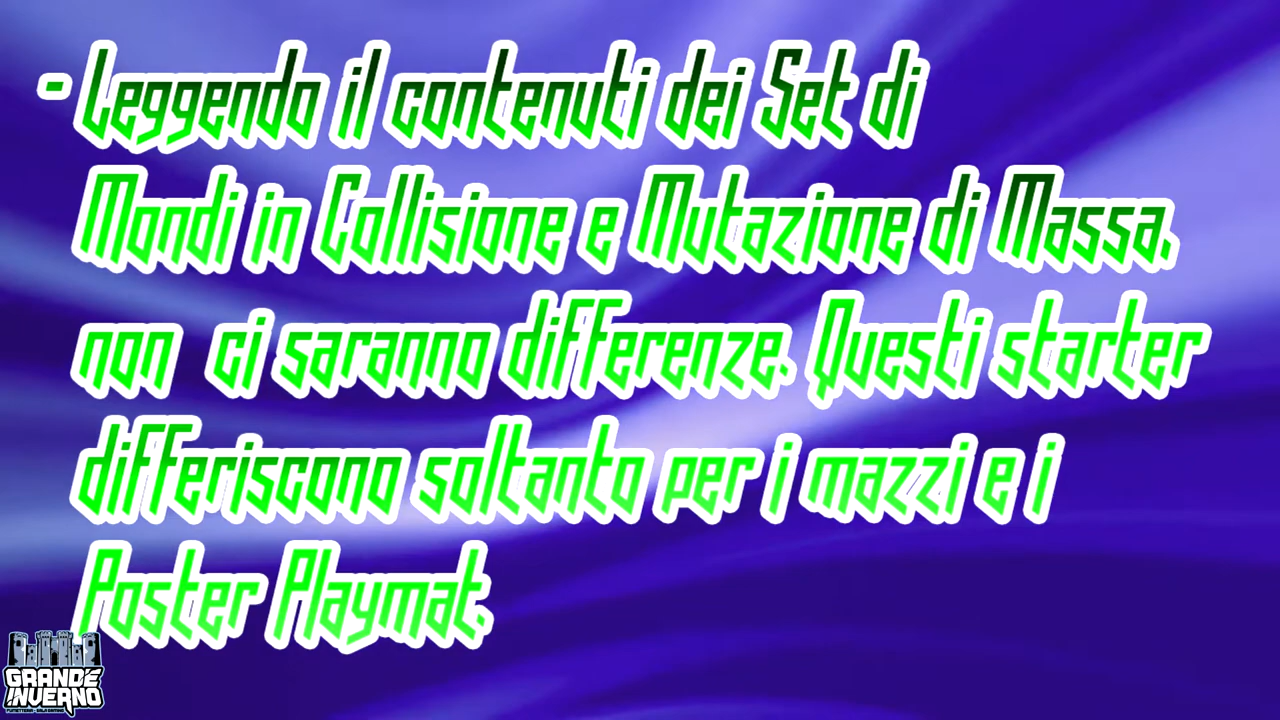 - Leggendo il contenuti dei Set di
Mondi in Collisione e Mutazione di Massa,
non ci saranno differenze. Questi starter
differiscono soltanto per i mazzi e i
Poster Playmat.
GRANDE
INVERNO